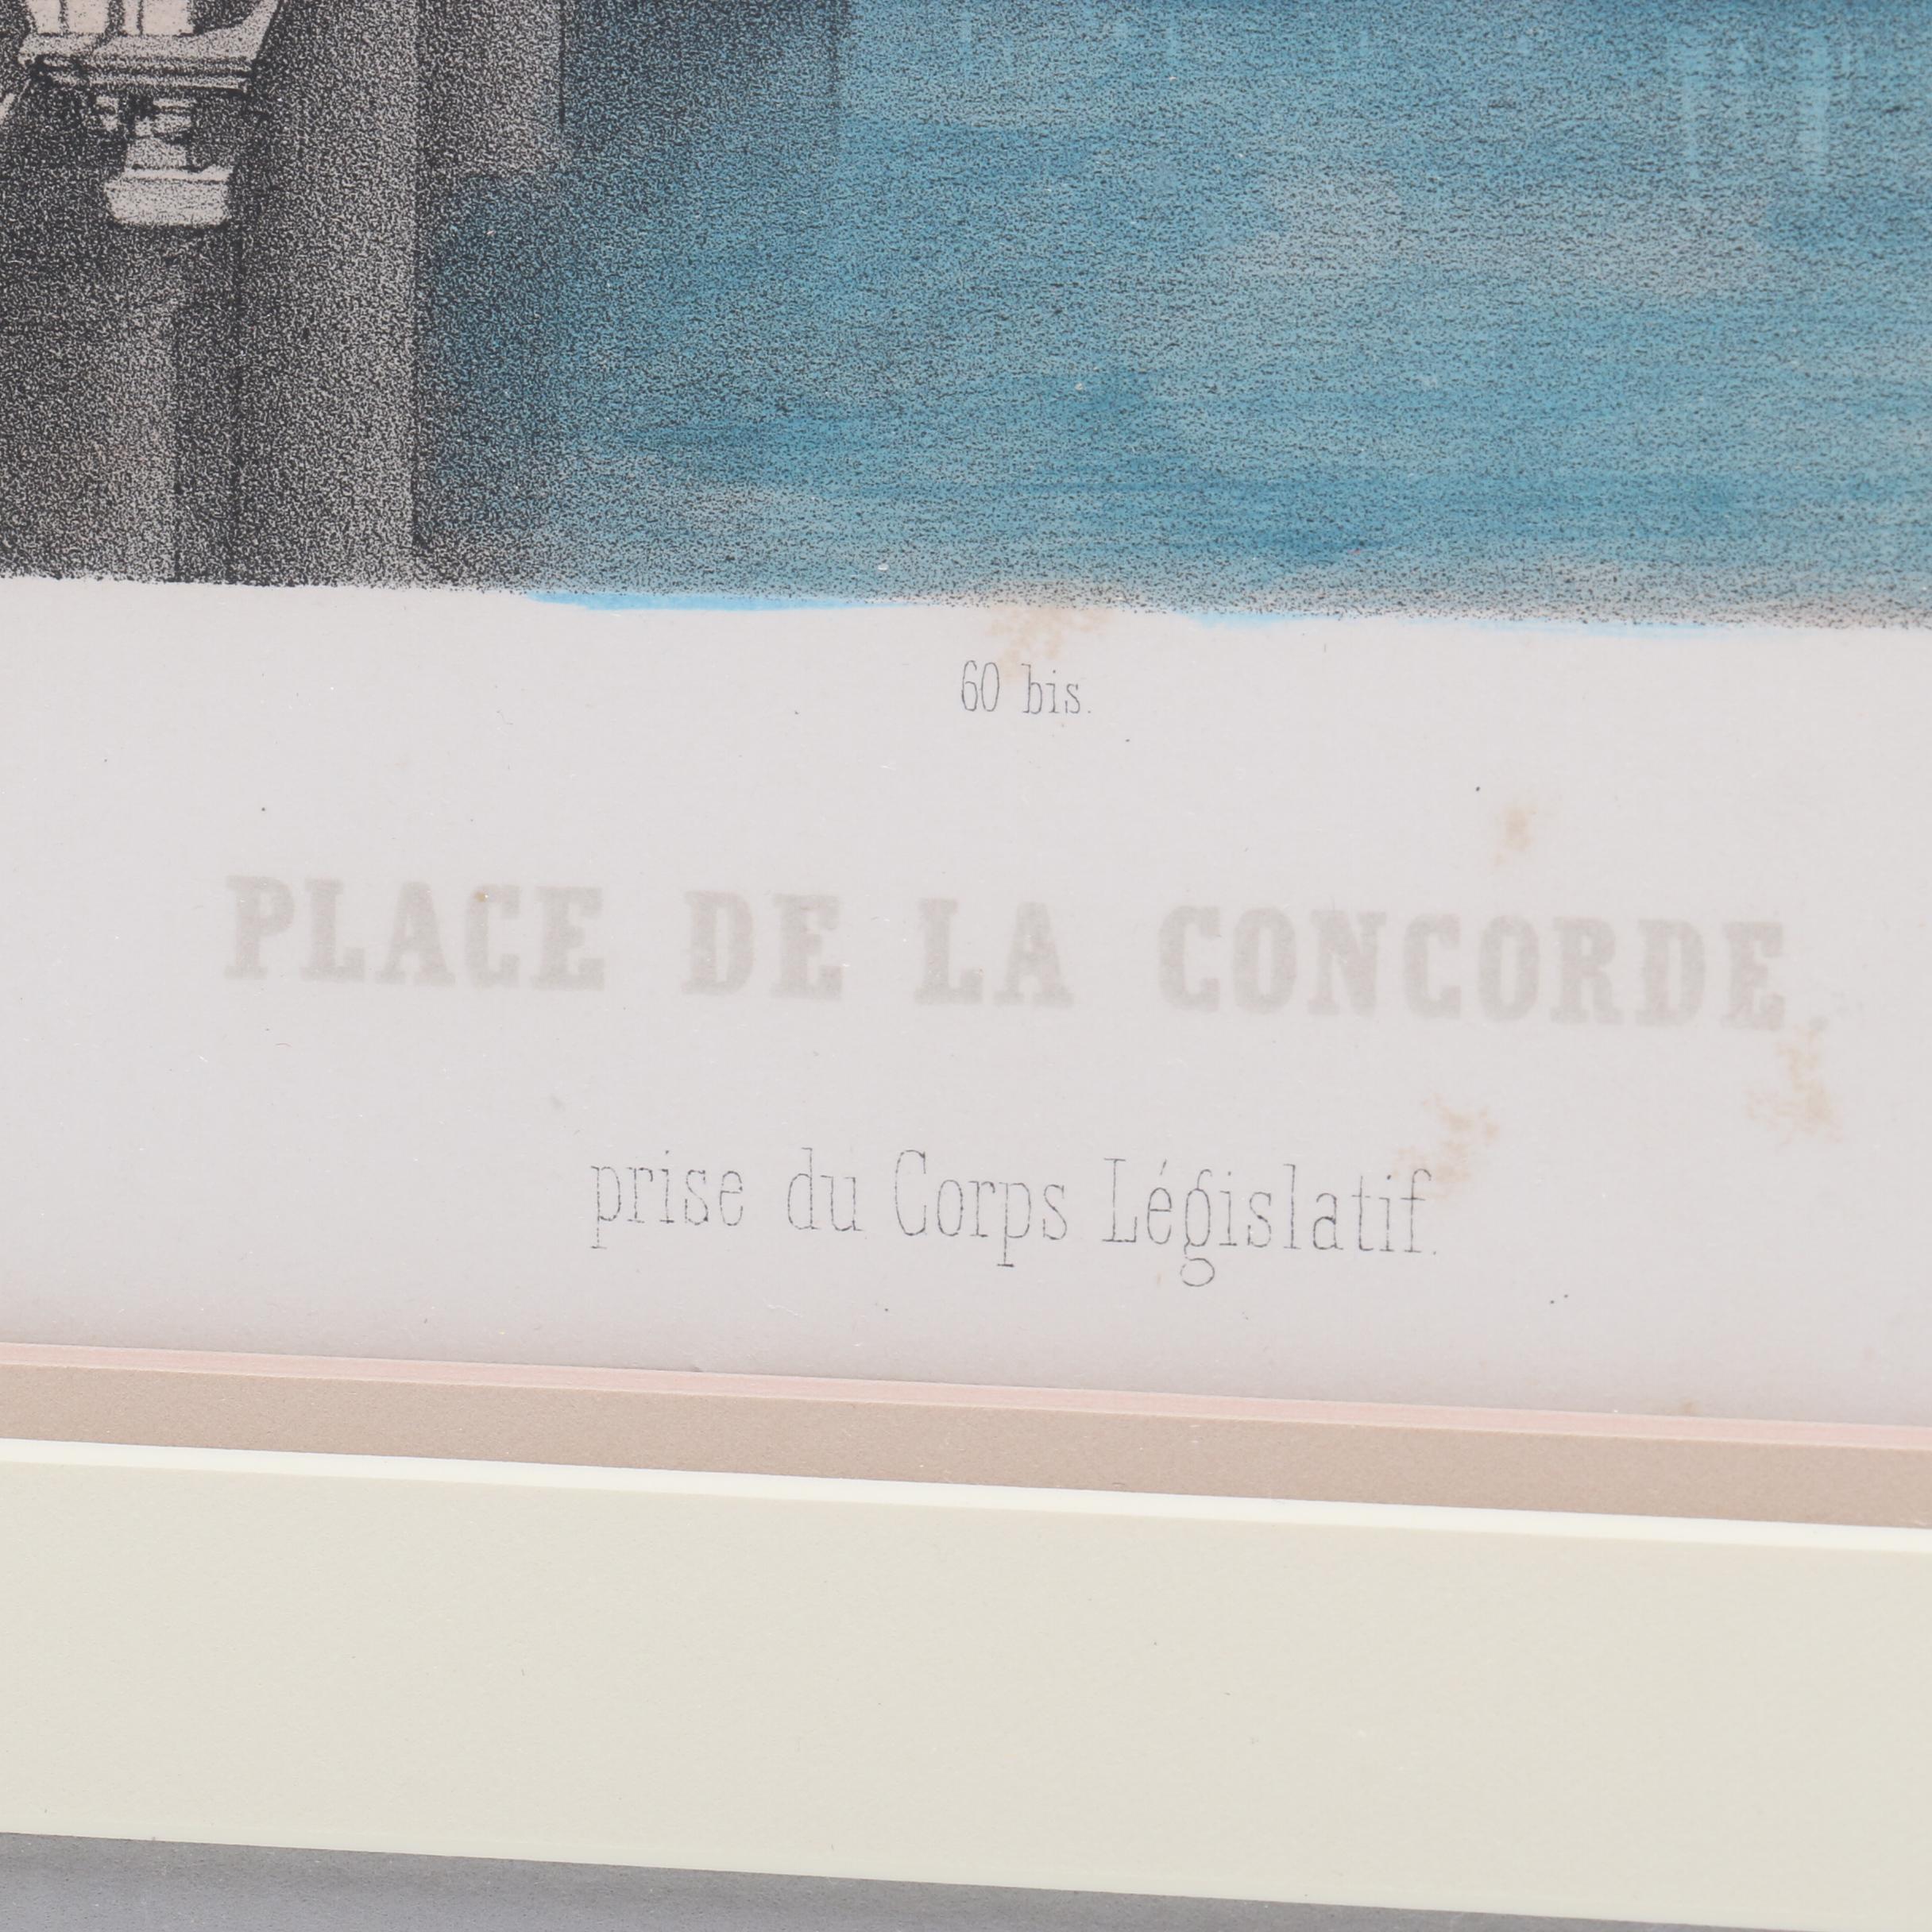 60 bis.
PLACE DE LA CONCORDE.
prise du Corps Législatif.